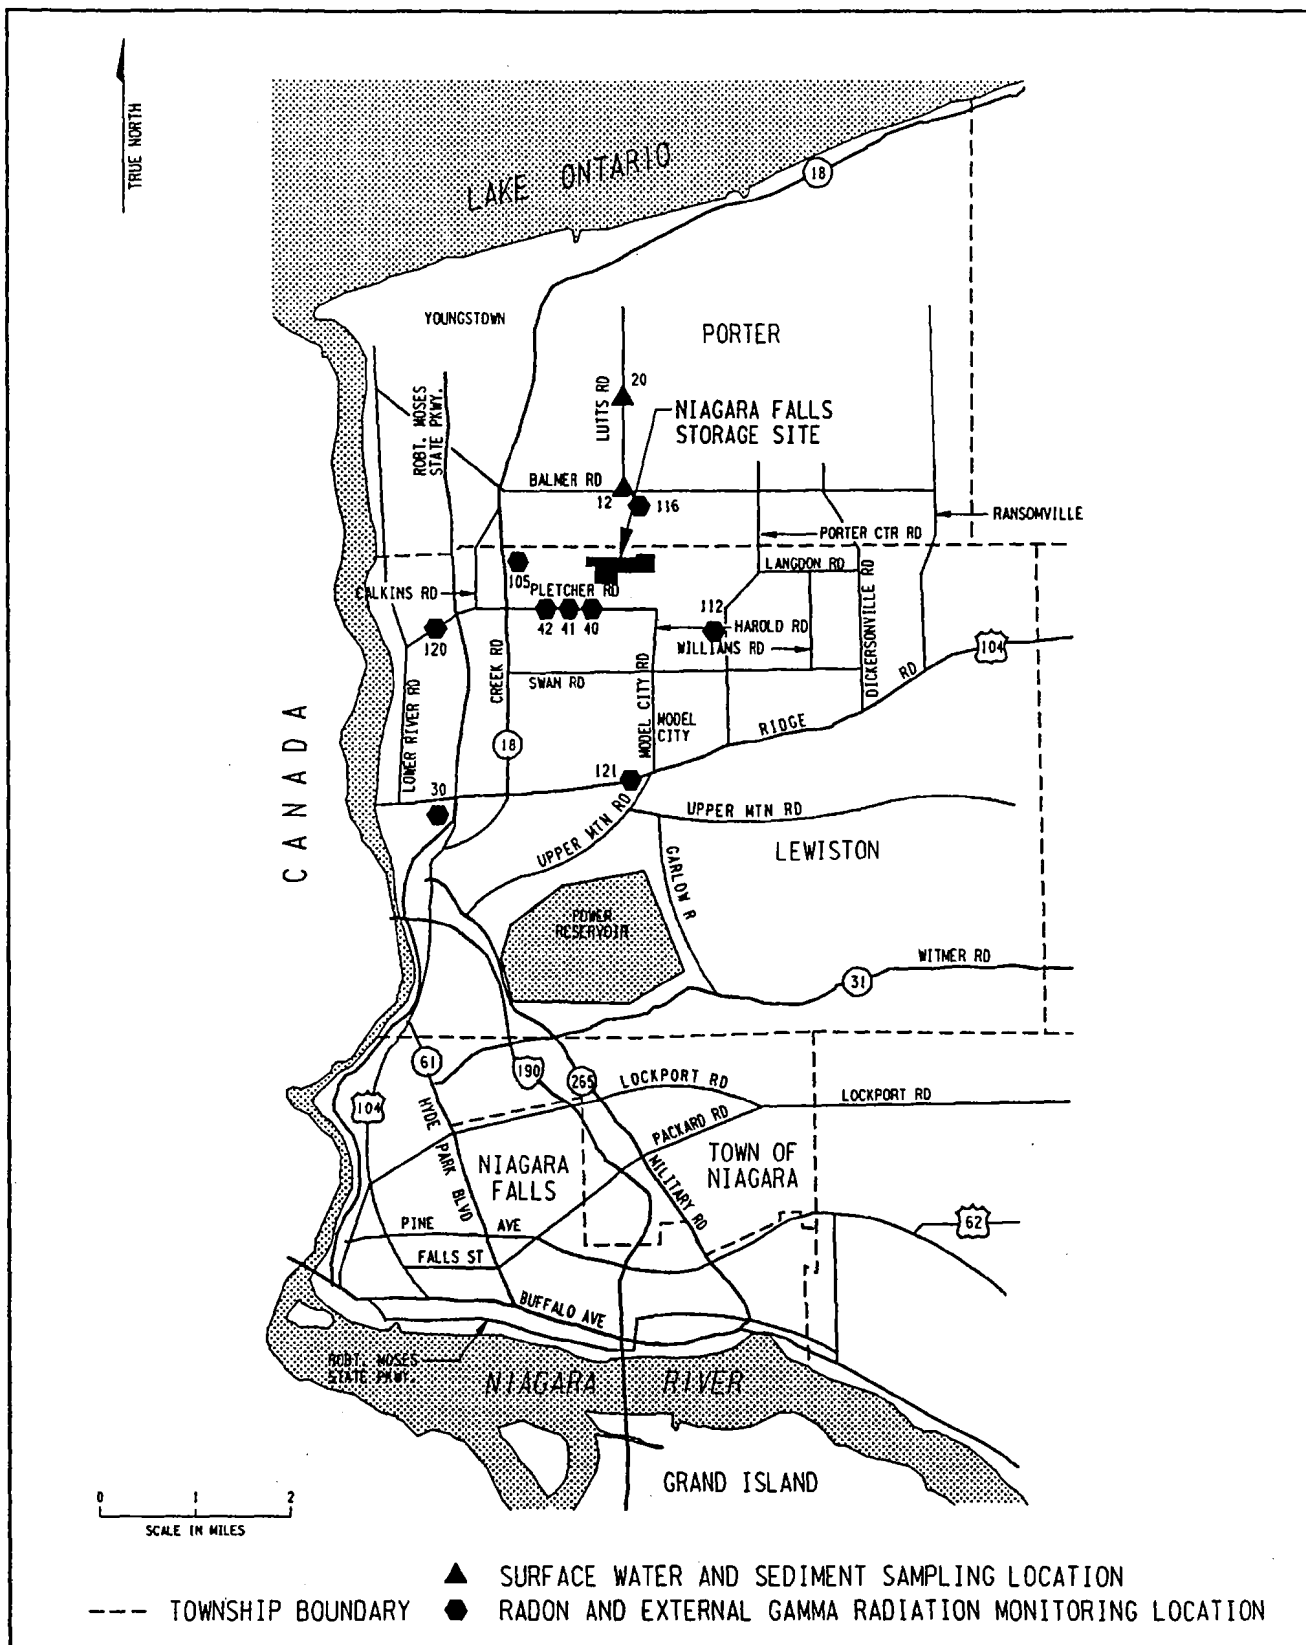 TRUE NORTH
LAKE ONTARIO
18
YOUNGSTOWN
PORTER
ROBT. MOSES
STATE PKWY.
LUTTS RD
20
NIAGARA FALLS
STORAGE SITE
BALMER RD
12
116
RANSOMVILLE
PORTER CTR RD
105
LANGDON RD
CALKINS RD
PLETCHER RD
42
41
40
112
HAROLD RD
WILLIAMS RD
DICKERSONVILLE RD
104
120
CREEK RD
SWAN RD
MODEL CITY RD
MODEL
CITY
LOWER RIVER RD
18
RIDGE RD
121
30
CANADA
UPPER MTN RD
UPPER MTN RD
LEWISTON
GARLOW R
POWER
RESERVOIR
WITMER RD
31
61
190
265
LOCKPORT RD
LOCKPORT RD
104
HYDE PARK BLVD
PACKARD RD
NIAGARA
FALLS
TOWN OF
NIAGARA
MILITARY RD
PINE AVE
FALLS ST
62
BUFFALO AVE
ROBT. MOSES
STATE PKWY.
NIAGARA RIVER
GRAND ISLAND
0 1 2
SCALE IN MILES
SURFACE WATER AND SEDIMENT SAMPLING LOCATION
TOWNSHIP BOUNDARY
RADON AND EXTERNAL GAMMA RADIATION MONITORING LOCATION